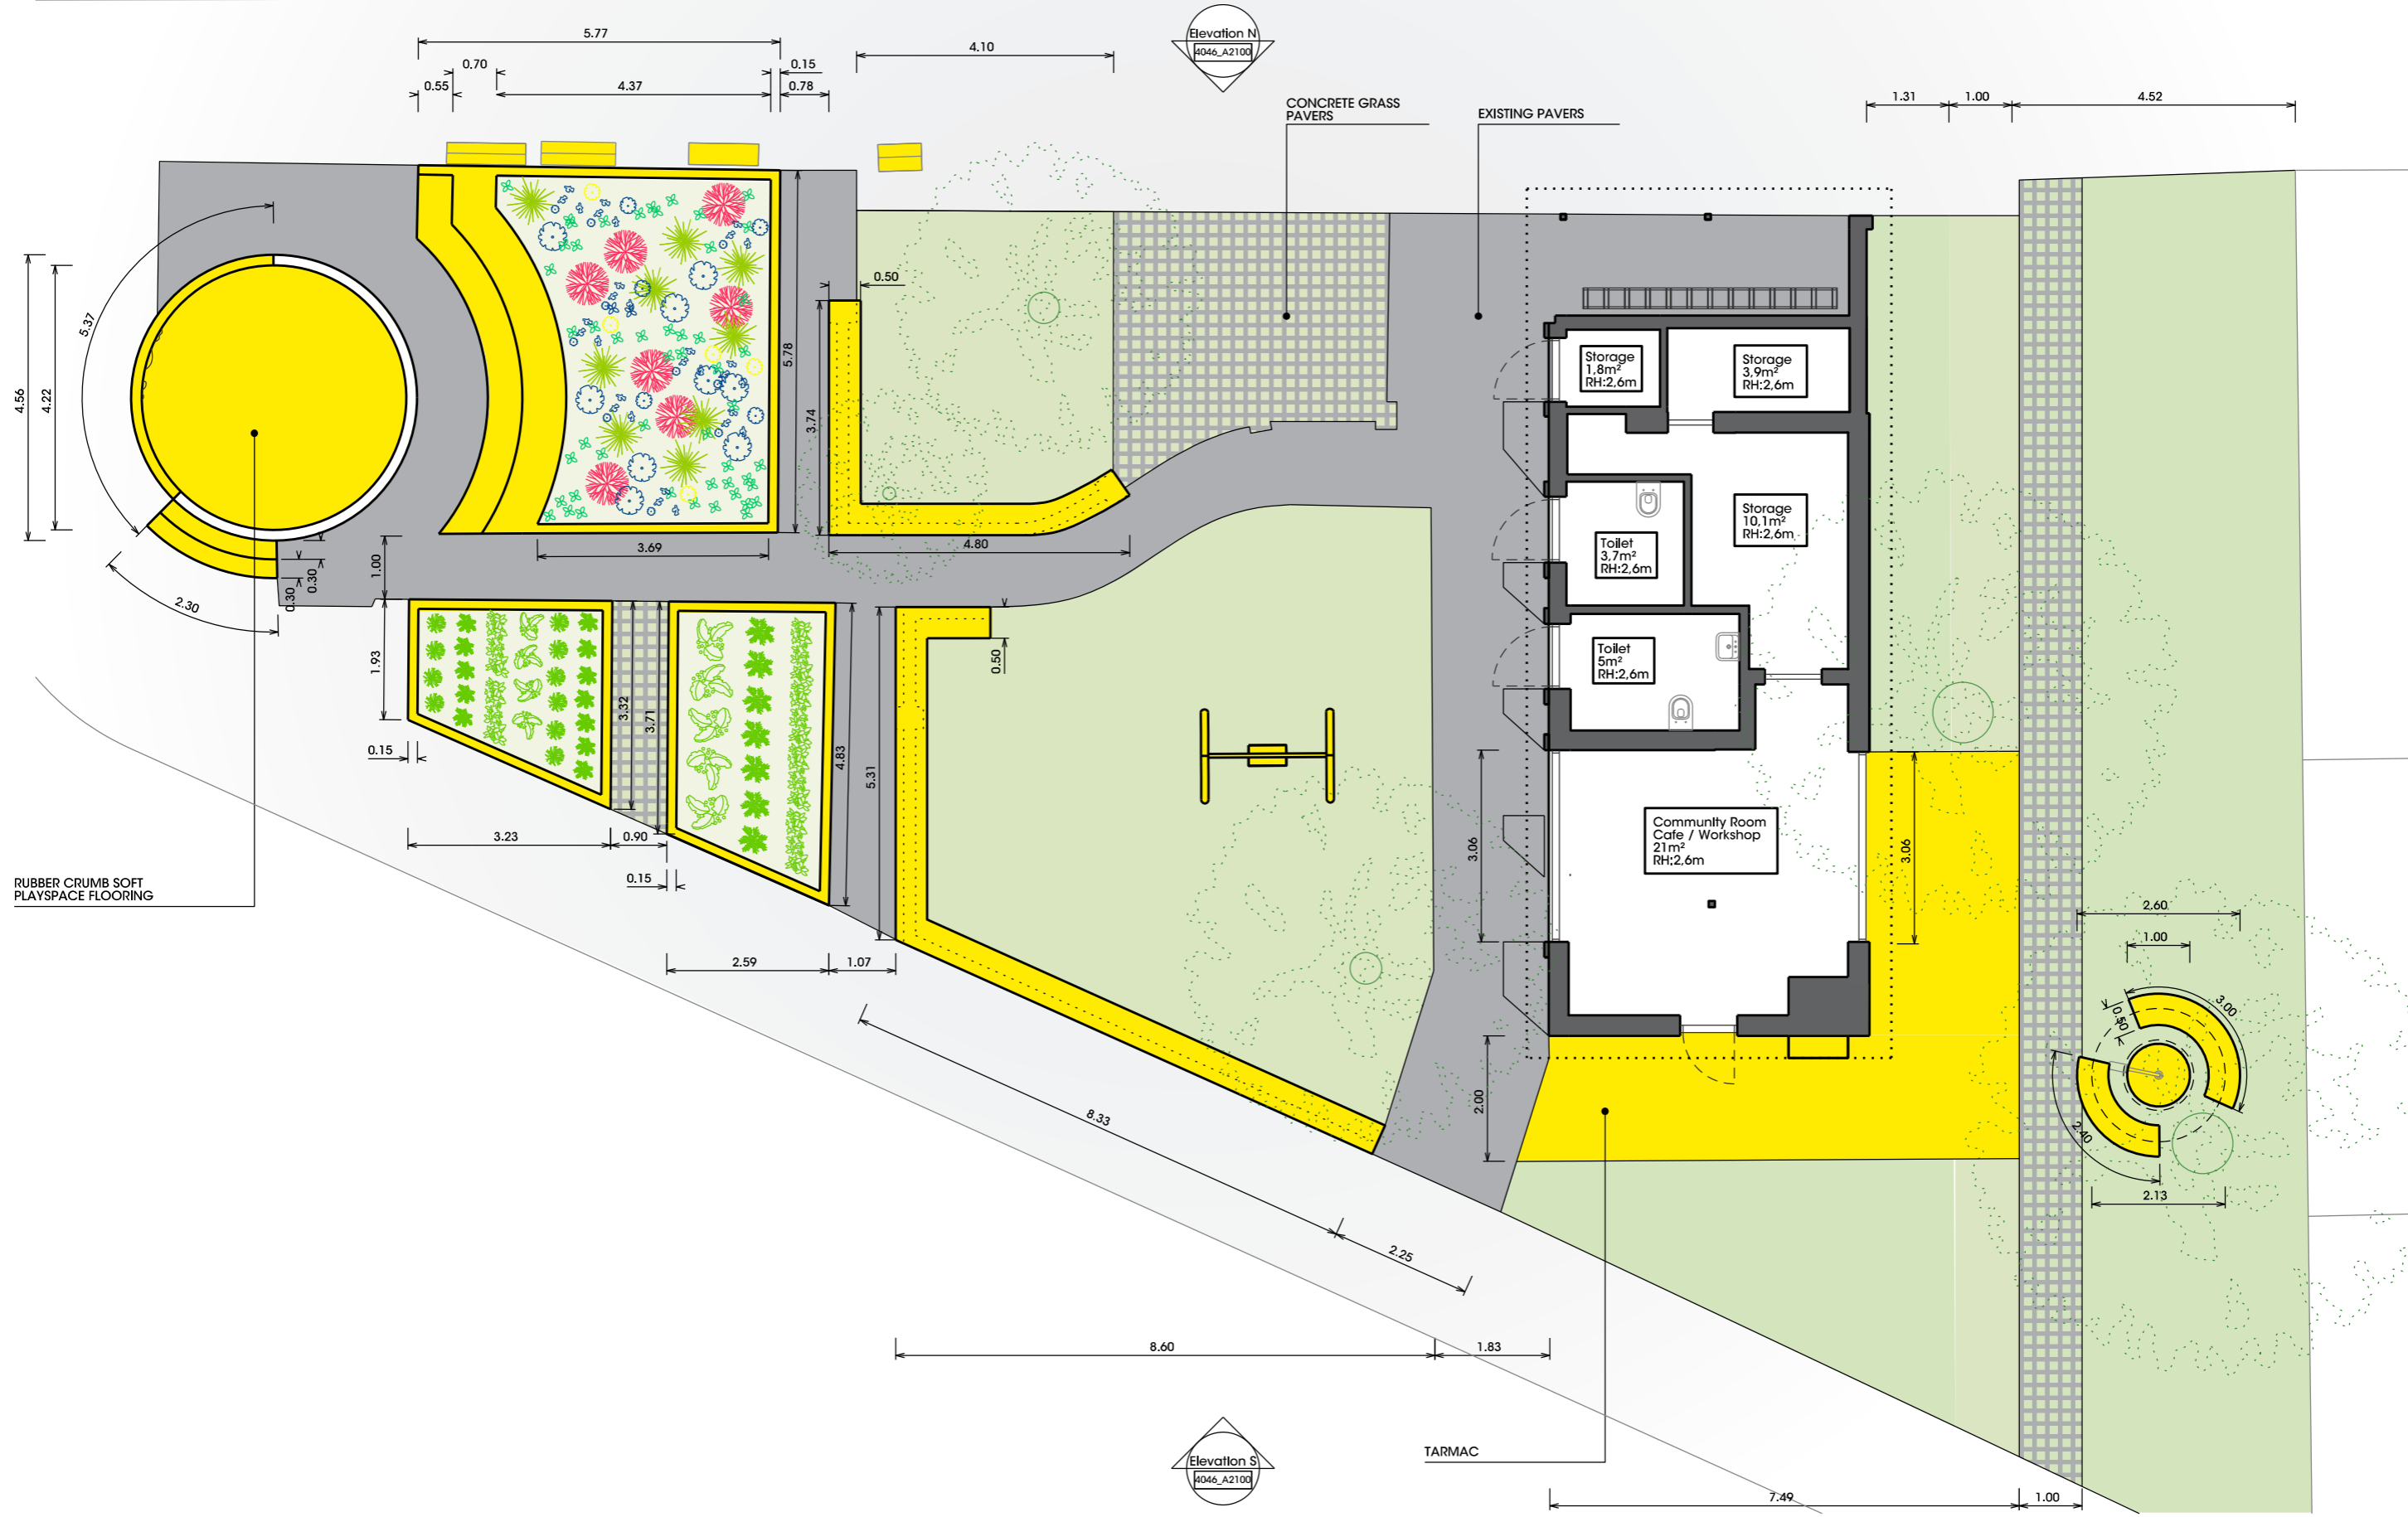 Elevation N
4046_A2100
5.77
4.10
0.70
0.15
0.55
4.37
0.78
CONCRETE GRASS
PAVERS
EXISTING PAVERS
1.31
1.00
4.52
5.37
4.56
4.22
0.50
5.78
3.74
Storage
1,8m²
RH:2,6m
Storage
3,9m²
RH:2,6m
Storage
10,1m²
RH:2,6m
Toilet
3,7m²
RH:2,6m
3.69
4.80
1.00
0.30
0.30
2.30
1.93
0.50
Toilet
5m²
RH:2,6m
3.32
3.71
4.83
5.31
0.15
3.23
0.90
0.15
3.06
Community Room
Cafe / Workshop
21m²
RH:2,6m
3.06
RUBBER CRUMB SOFT
PLAYSPACE FLOORING
2.59
1.07
2.60
1.00
3.00
0.50
2.40
2.13
8.33
2.00
2.25
8.60
1.83
TARMAC
Elevation S
4046_A2100
7.49
1.00